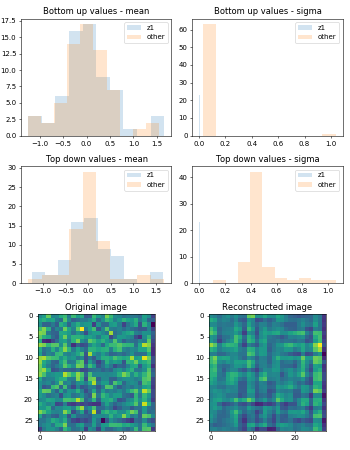 Bottom up values - mean
Bottom up values - sigma
17.5
15.0
12.5
10.0
7.5
5.0
2.5
0.0
−1.0 −0.5 0.0 0.5 1.0 1.5
z1
other
60
50
40
30
20
10
0
0.0 0.2 0.4 0.6 0.8 1.0
z1
other
Top down values - mean
Top down values - sigma
30
25
20
15
10
5
0
−1.0 −0.5 0.0 0.5 1.0 1.5
z1
other
40
30
20
10
0
0.0 0.2 0.4 0.6 0.8 1.0
z1
other
Original image
Reconstructed image
0
5
10
15
20
25
0 10 20
0
5
10
15
20
25
0 10 20